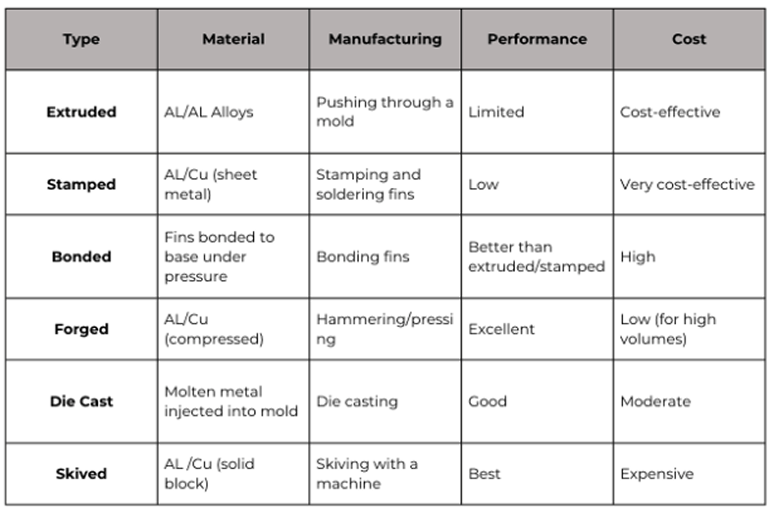 Type Material Manufacturing Performance Cost
Extruded
AL/AL Alloys
Pushing through a
mold
Limited
Cost-effective
Stamped
AL/Cu (sheet
metal)
Stamping and
soldering fins
Low
Very cost-effective
Bonded
Fins bonded to
base under
pressure
Bonding fins
Better than
extruded/stamped
High
Forged
AL/Cu
(compressed)
Hammering/pressi
ng
Excellent
Low (for high
volumes)
Die Cast
Molten metal
injected into mold
Die casting
Good
Moderate
Skived
AL /Cu (solid
block)
Skiving with a
machine
Best
Expensive